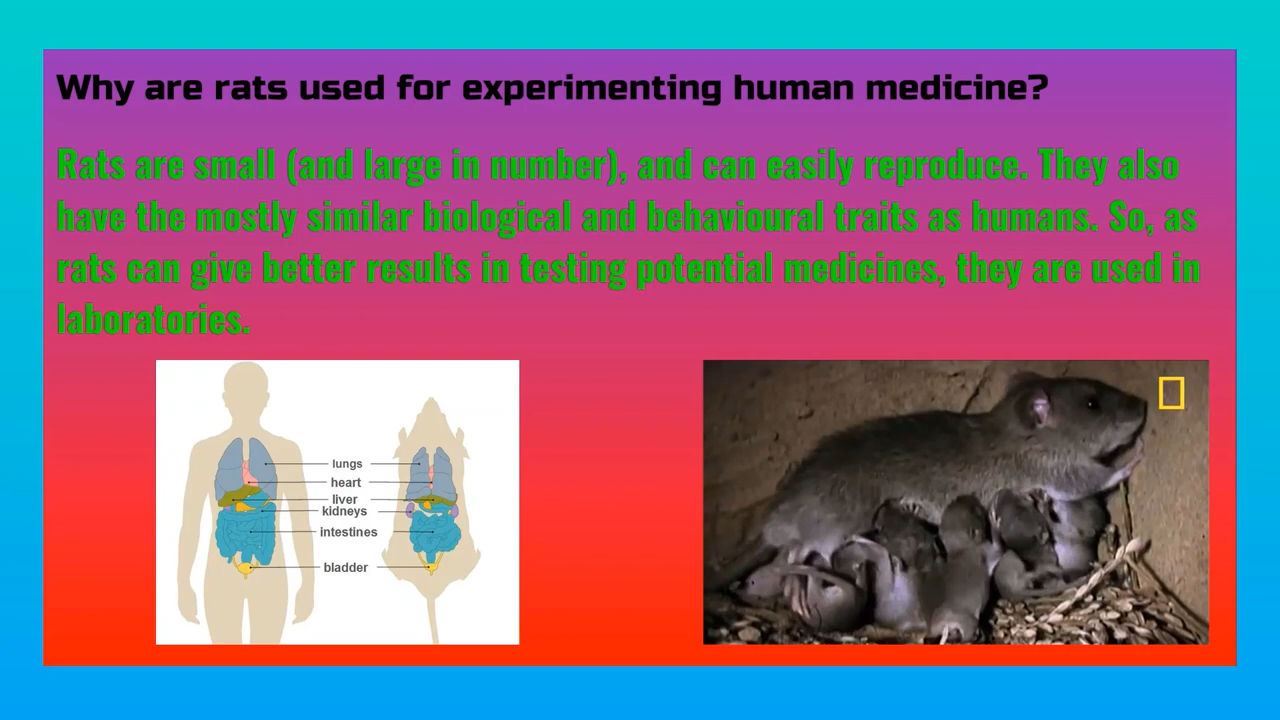 Why are rats used for experimenting human medicine?
Rats are small (and large in number), and can easily reproduce. They also
have the mostly similar biological and behavioural traits as humans. So, as
rats can give better results in testing potential medicines, they are used in
laboratories.
lungs
heart
liver
kidneys
intestines
bladder